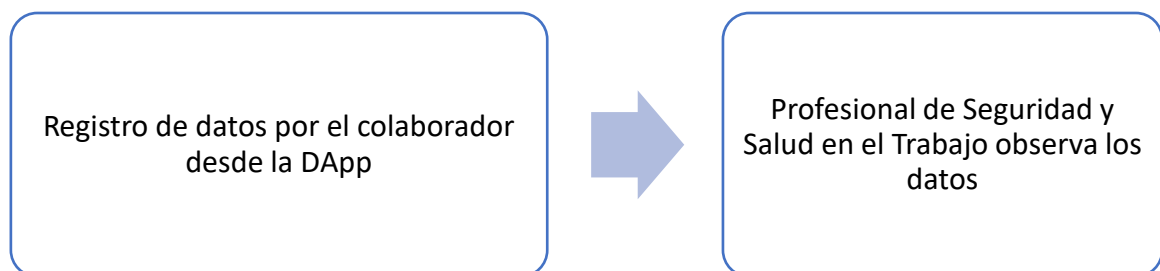 Registro de datos por el colaborador
desde la DApp
Profesional de Seguridad y
Salud en el Trabajo observa los
datos